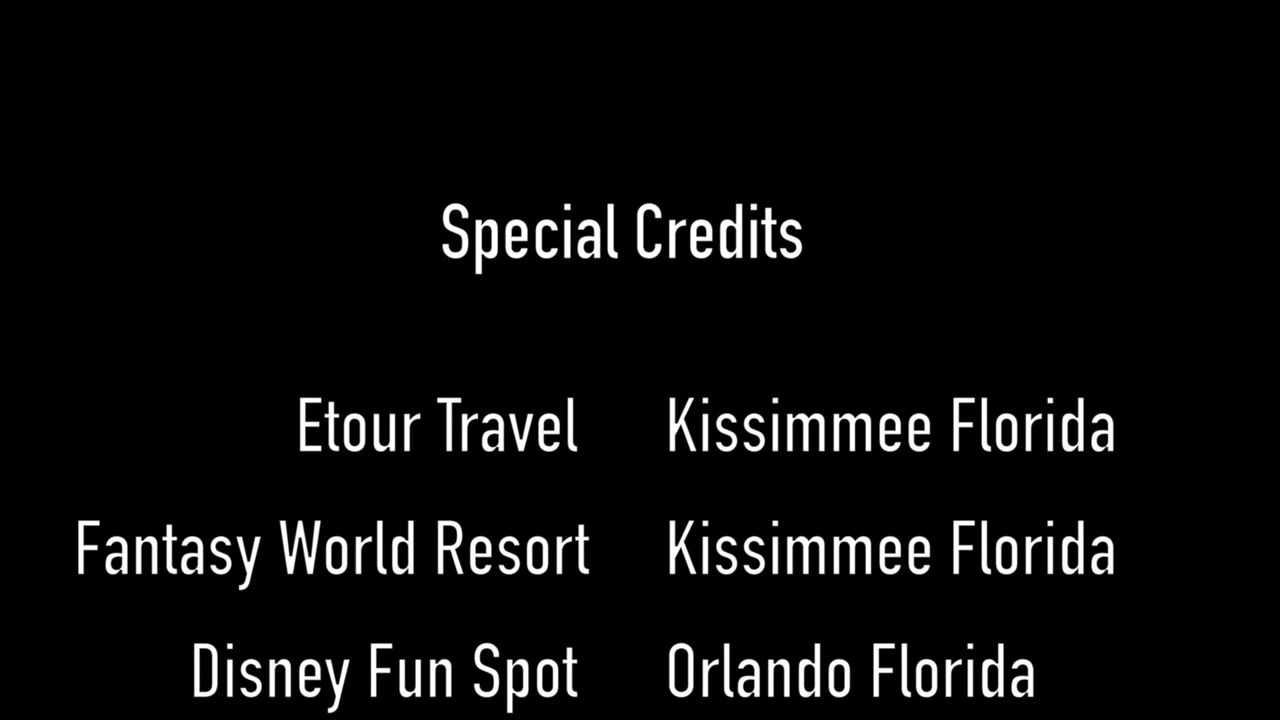 Special Credits
Etour Travel Kissimmee Florida
Fantasy World Resort Kissimmee Florida
Disney Fun Spot Orlando Florida